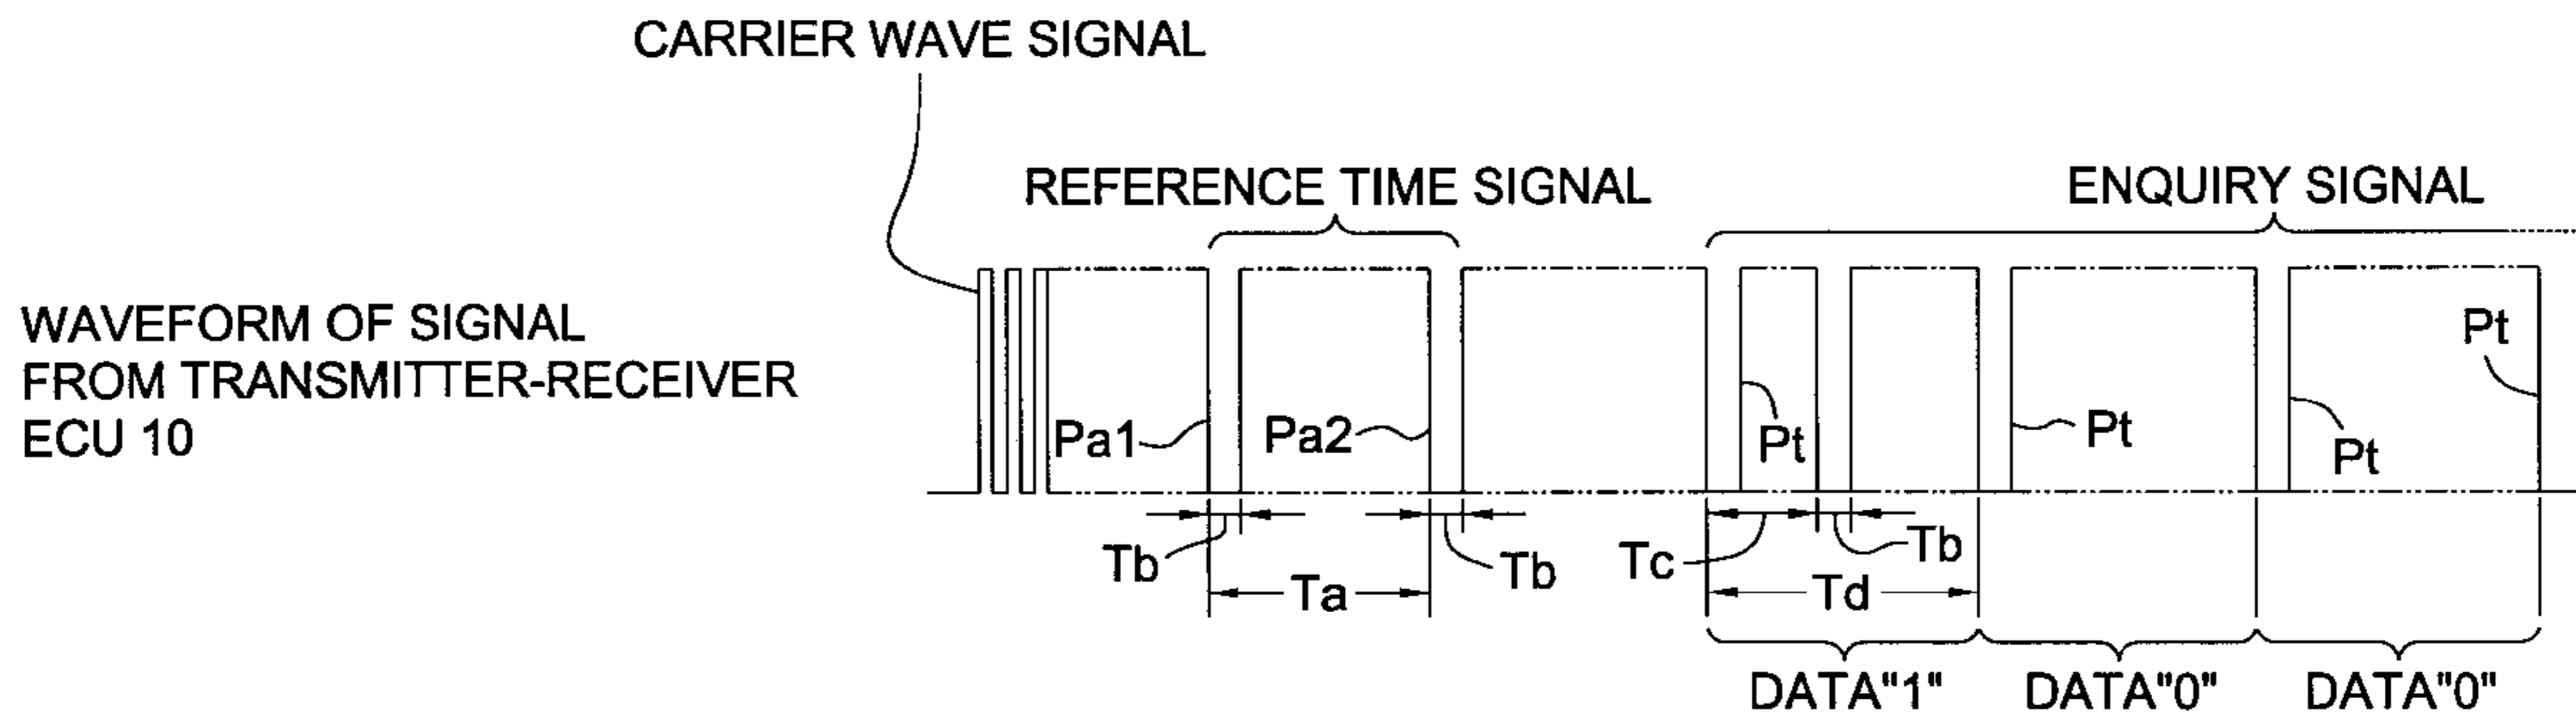 CARRIER WAVE SIGNAL
REFERENCE TIME SIGNAL
ENQUIRY SIGNAL
WAVEFORM OF SIGNAL
FROM TRANSMITTER-RECEIVER
ECU 10
Pa1
Pa2
Pt
Pt
Pt
Pt
Tb
Ta
Tb
Tc
Tb
Td
DATA"1"
DATA"0"
DATA"0"